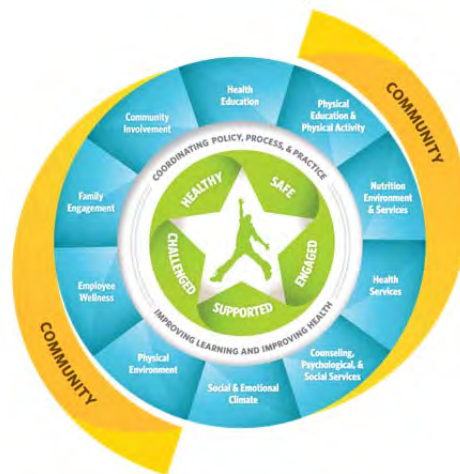 COMMUNITY
Health
Education
Physical
Education &
Physical Activity
Nutrition
Environment
& Services
Health
Services
Counseling,
Psychological, &
Social Services
Social & Emotional
Climate
Physical
Environment
Employee
Wellness
Family
Engagement
Community
Involvement
COORDINATING POLICY, PROCESS, & PRACTICE
IMPROVING LEARNING AND IMPROVING HEALTH
HEALTHY
SAFE
ENGAGED
SUPPORTED
CHALLENGED
COMMUNITY